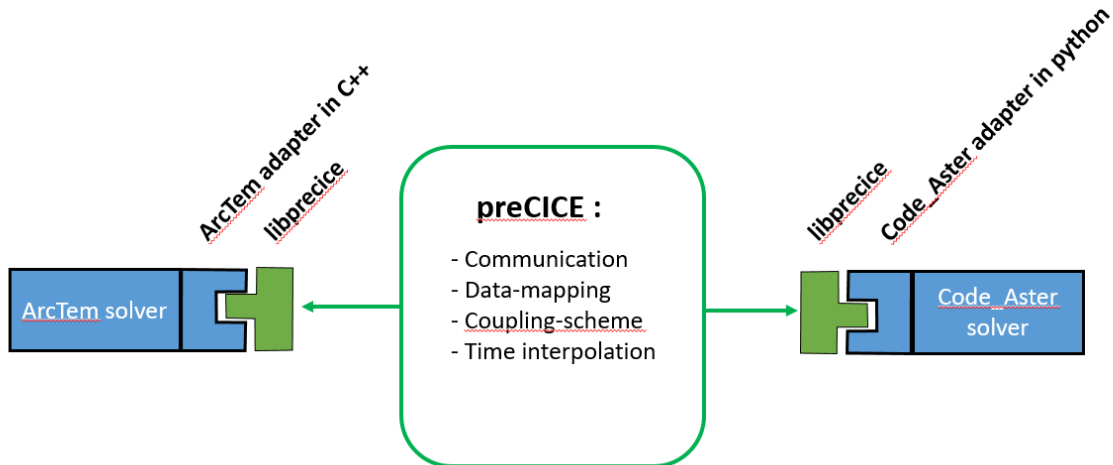 ArcTem adapter in C++
libprecice
ArcTem solver
preCICE :
- Communication
- Data-mapping
- Coupling-scheme
- Time interpolation
libprecice
Code_Aster adapter in python
Code_Aster
solver